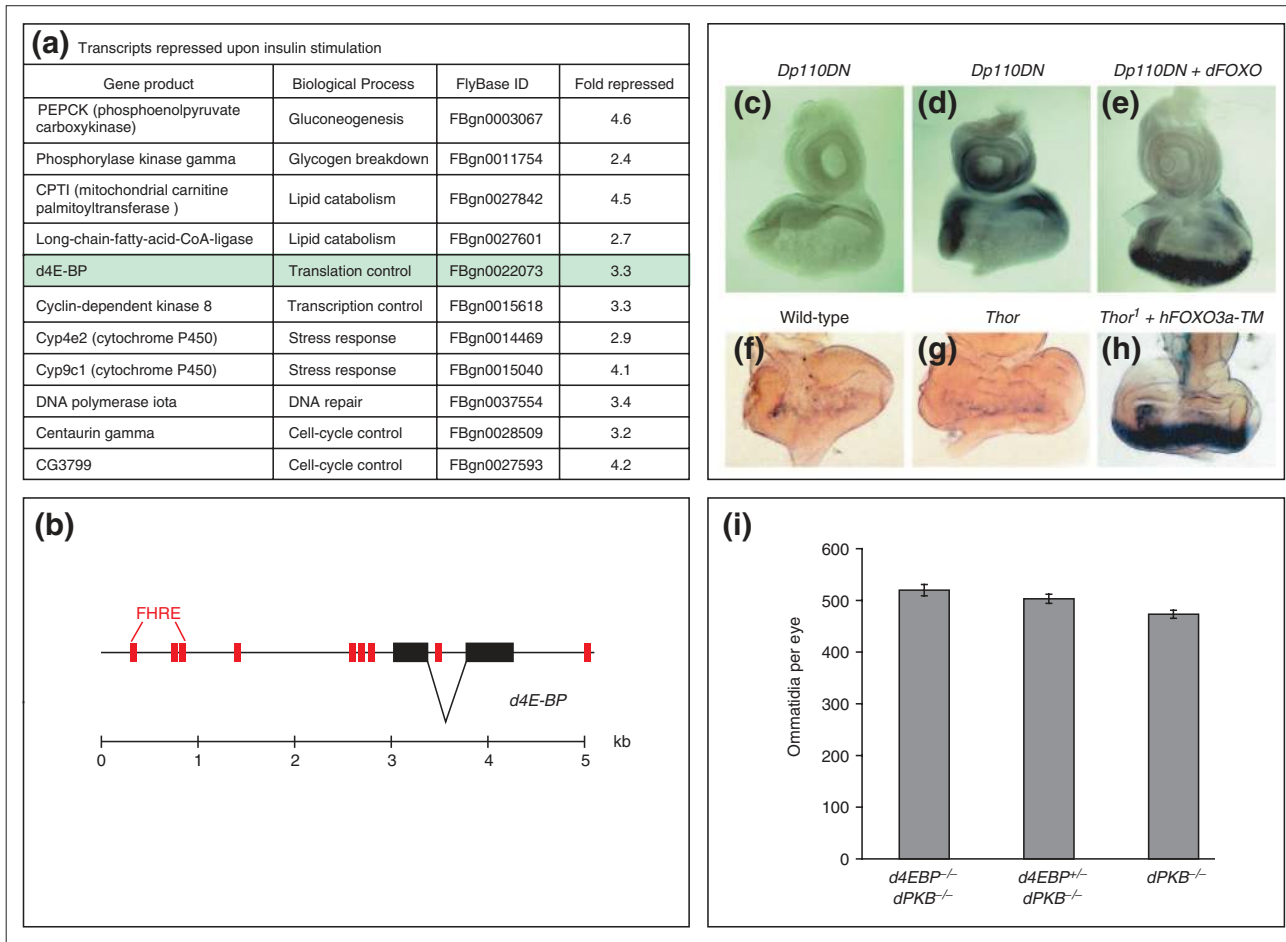 (a) Transcripts repressed upon insulin stimulation
Gene product Biological Process FlyBase ID Fold repressed
PEPCK (phosphoenolpyruvate
carboxykinase) Gluconeogenesis FBgn0003067 4.6
Phosphorylase kinase gamma Glycogen breakdown FBgn0011754 2.4
CPTI (mitochondrial carnitine
palmitoyltransferase ) Lipid catabolism FBgn0027842 4.5
Long-chain-fatty-acid-CoA-ligase Lipid catabolism FBgn0027601 2.7
d4E-BP Translation control FBgn0022073 3.3
Cyclin-dependent kinase 8 Transcription control FBgn0015618 3.3
Cyp4e2 (cytochrome P450) Stress response FBgn0014469 2.9
Cyp9c1 (cytochrome P450) Stress response FBgn0015040 4.1
DNA polymerase iota DNA repair FBgn0037554 3.4
Centaurin gamma Cell-cycle control FBgn0028509 3.2
CG3799 Cell-cycle control FBgn0027593 4.2
(b)
FHRE
d4E-BP
kb
0 1 2 3 4 5
Dp110DN Dp110DN Dp110DN + dFOXO
(c) (d) (e)
Wild-type Thor Thor1 + hFOXO3a-TM
(f) (g) (h)
(i)
Ommatidia per eye
600
500
400
300
200
100
0
d4EBP–/– d4EBP+/– dPKB–/–
dPKB–/– dPKB–/–